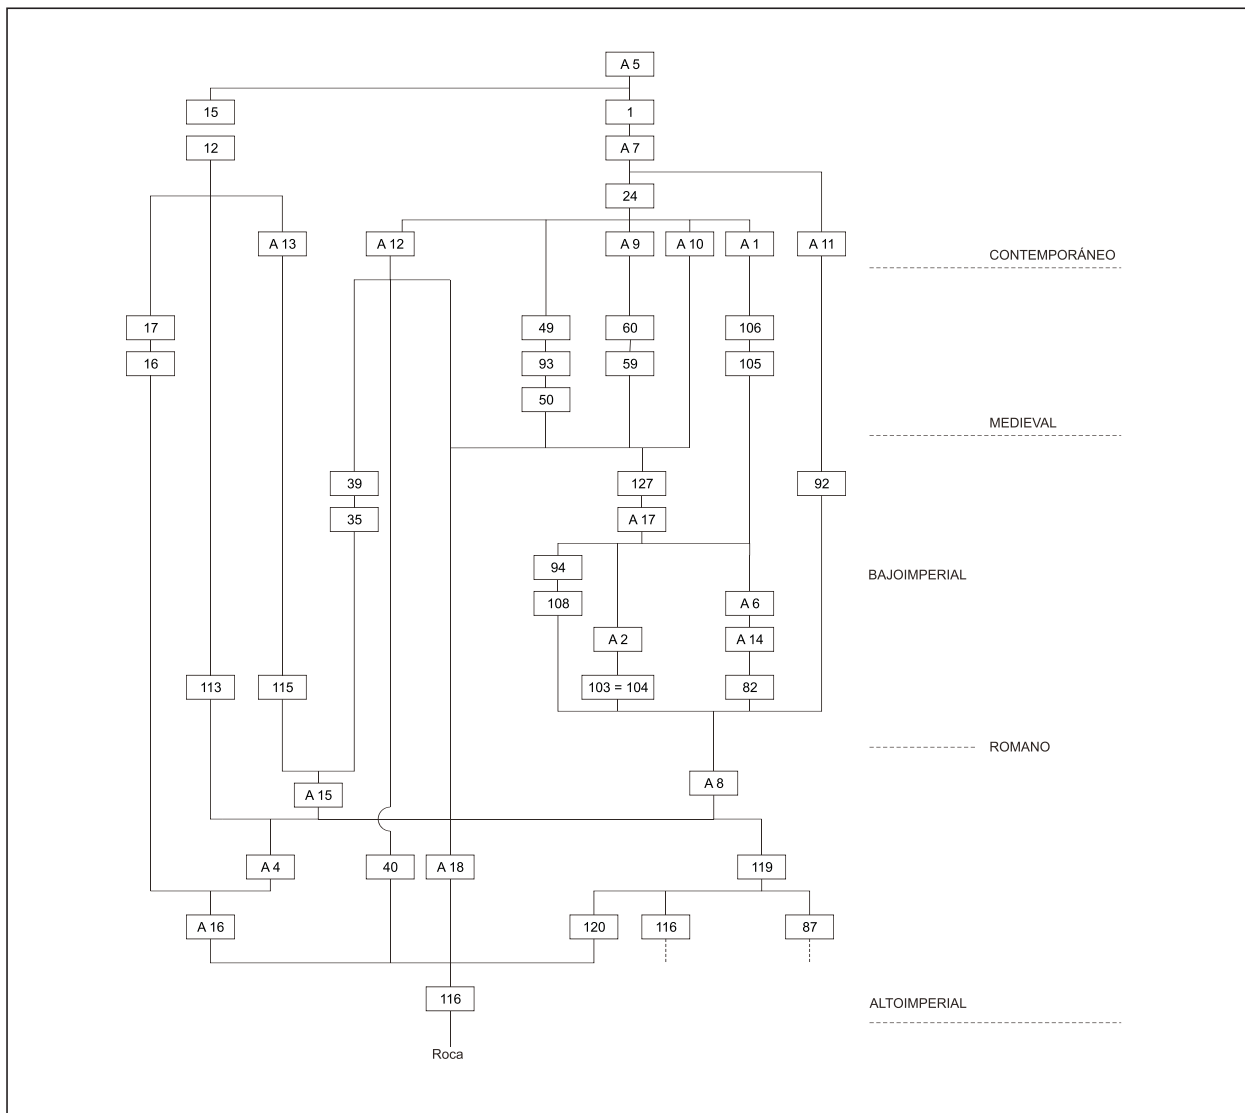 A 5
15
1
12
A 7
24
A 13
A 12
A 9
A 10
A 1
A 11
CONTEMPORÁNEO
17
49
60
106
16
93
59
105
50
MEDIEVAL
39
127
92
35
A 17
94
BAJOIMPERIAL
108
A 6
A 2
A 14
113
115
103 = 104
82
ROMANO
A 8
A 15
A 4
40
A 18
119
A 16
120
116
87
116
ALTOIMPERIAL
Roca